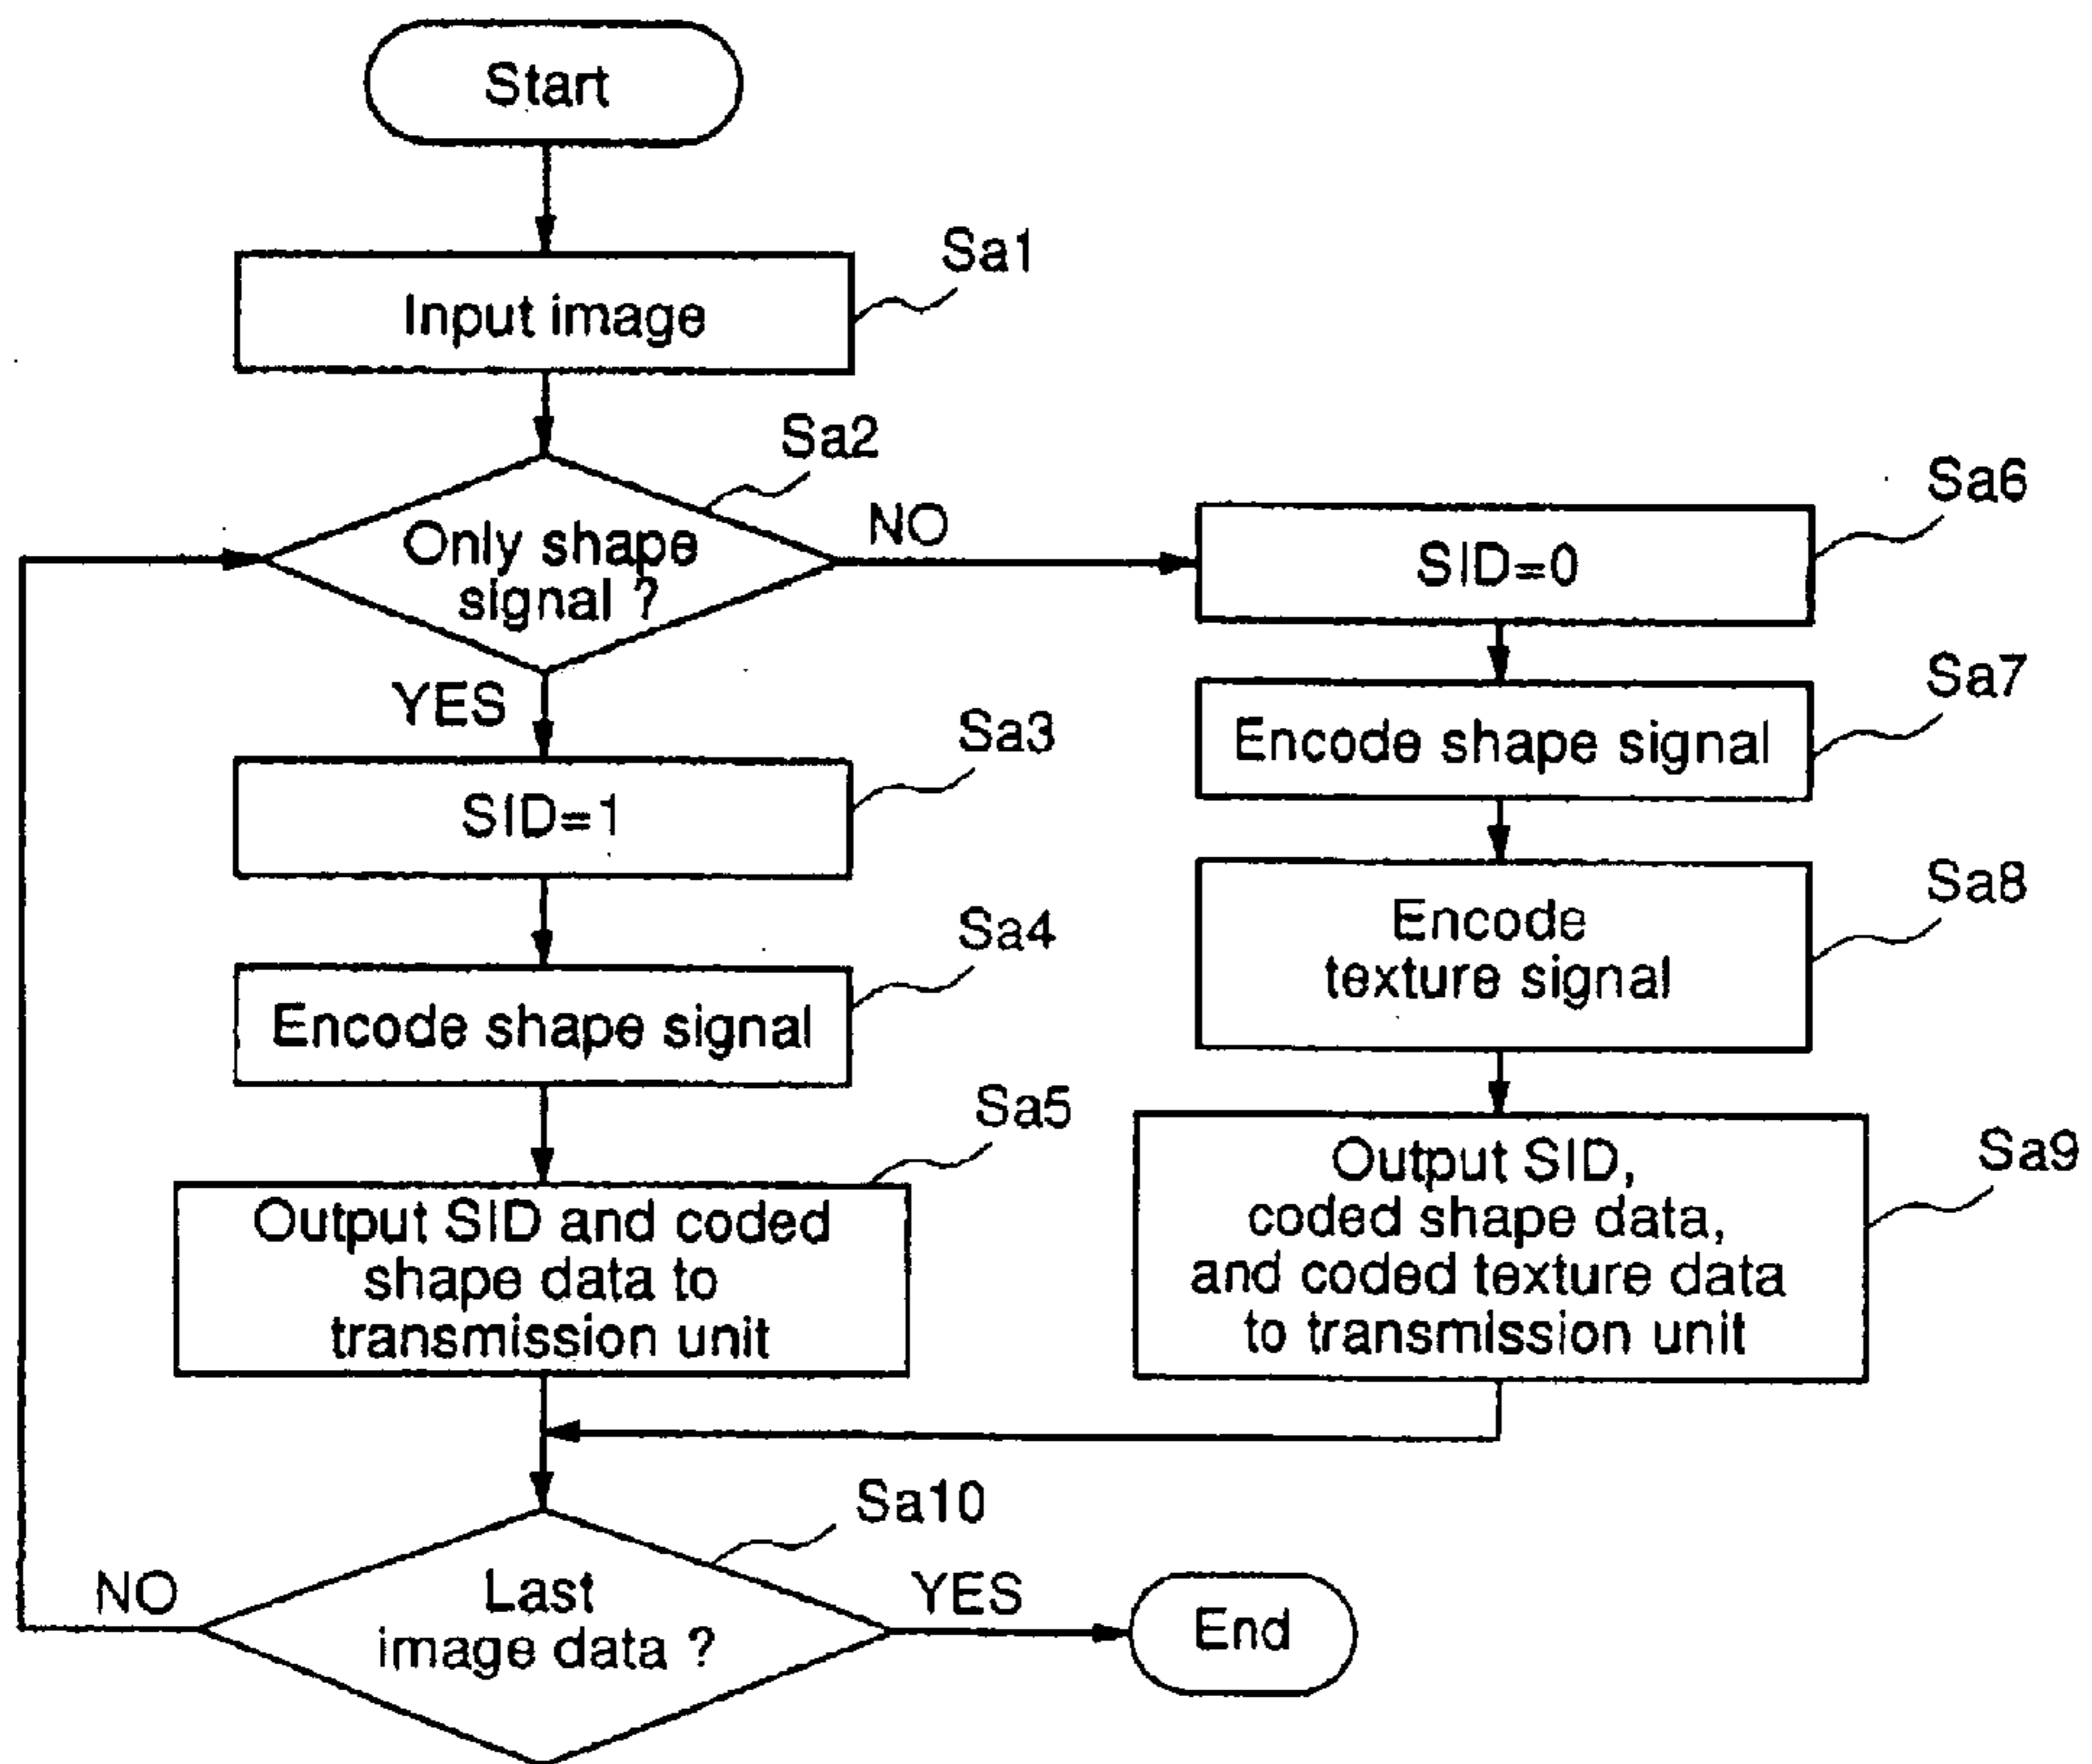 Start
Input image
Sa1
Only shape
signal ?
Sa2
NO
YES
SID=1
Sa3
Encode shape signal
Sa4
Output SID and coded
shape data to
transmission unit
Sa5
SID=0
Sa6
Encode shape signal
Sa7
Encode
texture signal
Sa8
Output SID,
coded shape data,
and coded texture data
to transmission unit
Sa9
Last
image data ?
Sa10
NO
YES
End